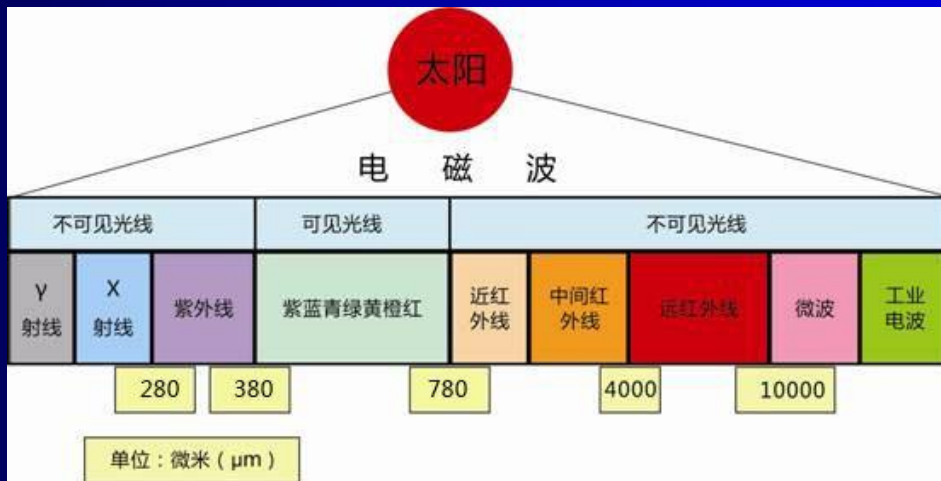 太阳
电 磁 波
不可见光线 可见光线 不可见光线
γ
射线
X
射线
紫外线
紫蓝青绿黄橙红
近红
外线
中间红
外线
远红外线
微波
工业
电波
280 380 780 4000 10000
单位：微米（μm）